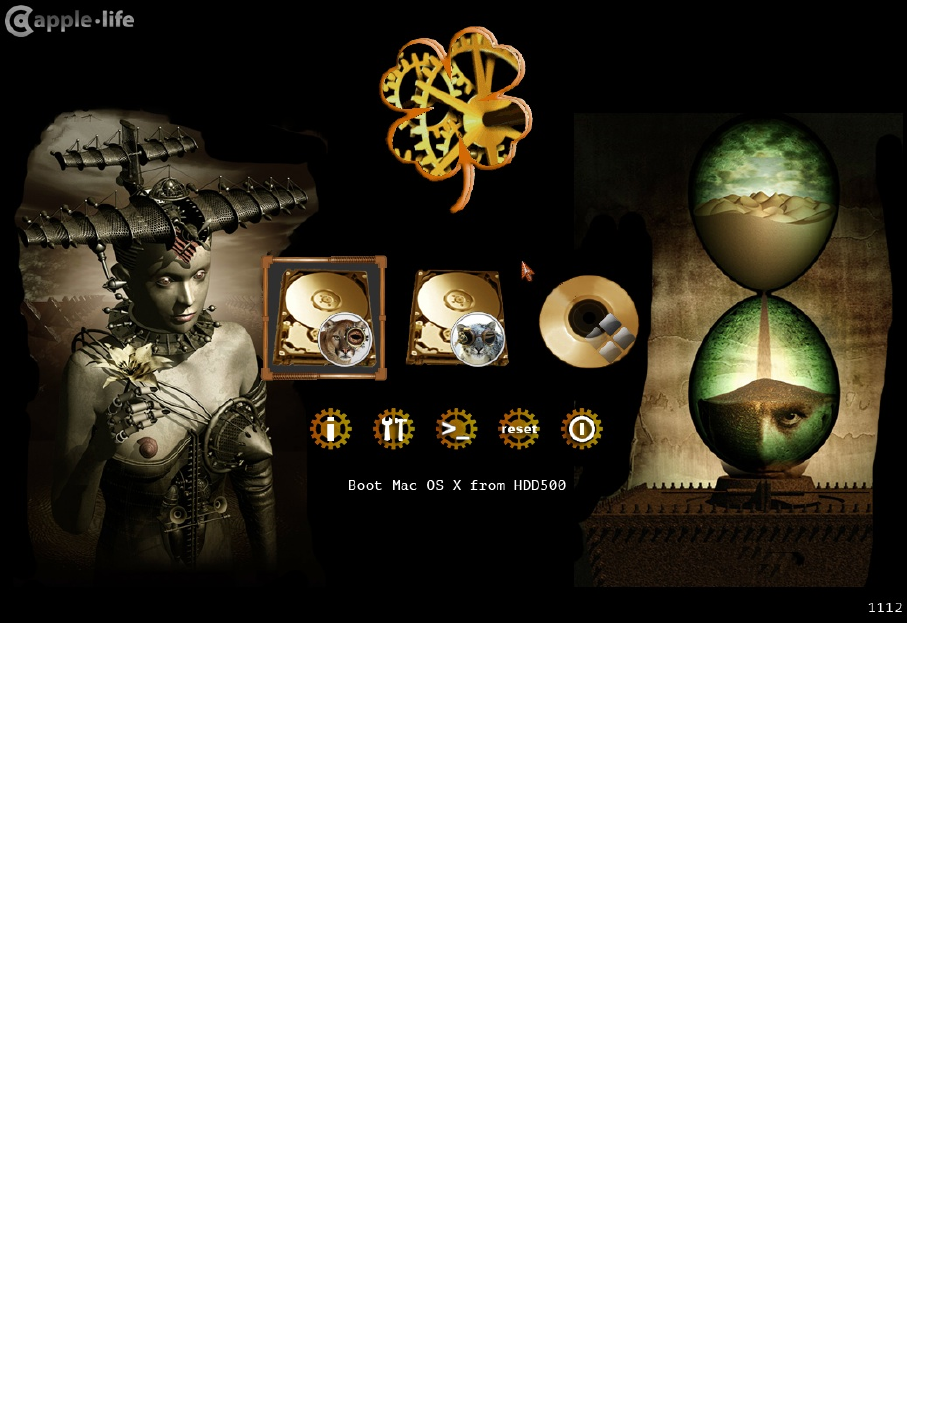 apple·life
>_
reset
Boot Mac OS X from HDD500
1112